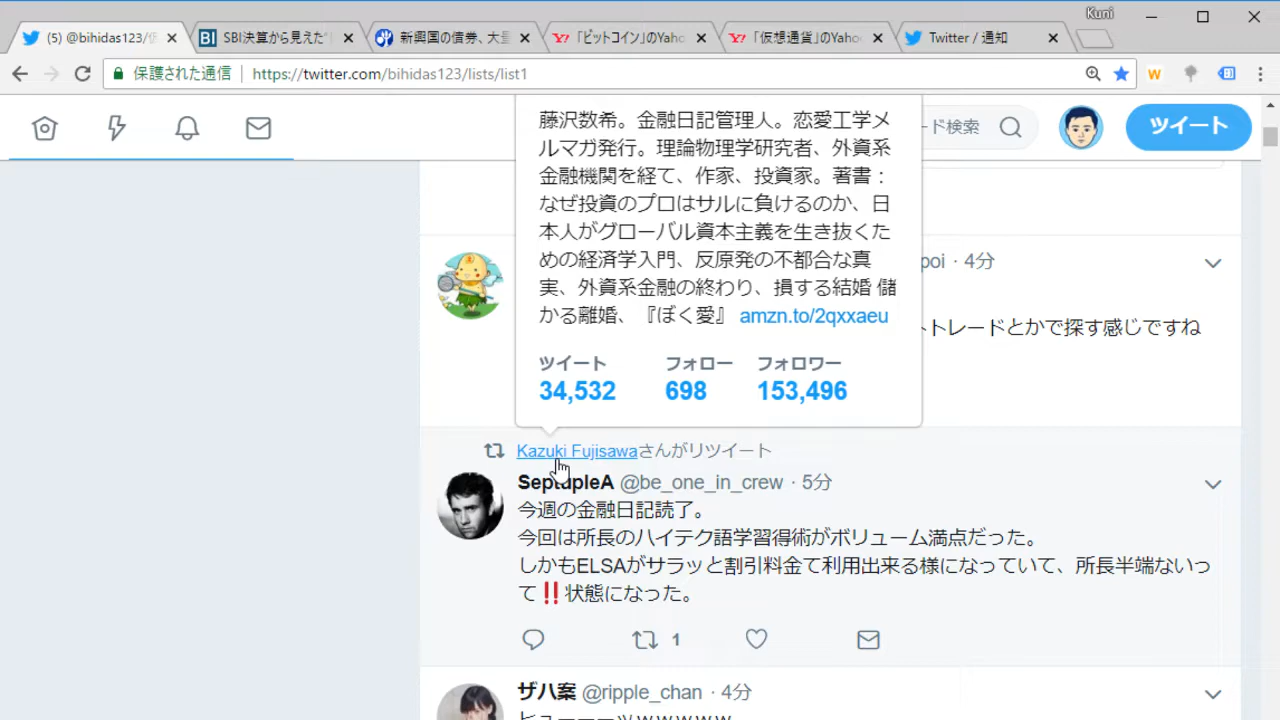 Kuni
(5) @bihidas123/
SBI決算から見えた
新興国の債券、大
「ビットコイン」のYaho
「仮想通貨」のYaho
Twitter / 通知
保護された通信
https://twitter.com/bihidas123/lists/list1
ード検索
ツイート
藤沢数希。金融日記管理人。恋愛工学メ
ルマガ発行。理論物理学研究者、外資系
金融機関を経て、作家、投資家。著書：
なぜ投資のプロはサルに負けるのか、日
本人がグローバル資本主義を生き抜くた
めの経済学入門、反原発の不都合な真
実、外資系金融の終わり、損する結婚 儲
かる離婚、『ぼく愛』 amzn.to/2qxxaeu
ツイート フォロー フォロワー
34,532 698 153,496
poi · 4分
トレードとかで探す感じですね
Kazuki Fujisawaさんがリツイート
SeptupleA @be_one_in_crew · 5分
今週の金融日記読了。
今回は所長のハイテク語学習得術がボリューム満点だった。
しかもELSAがサラッと割引料金て利用出来る様になっていて、所長半端ないっ
て‼️状態になった。
1
ザハ案 @ripple_chan · 4分